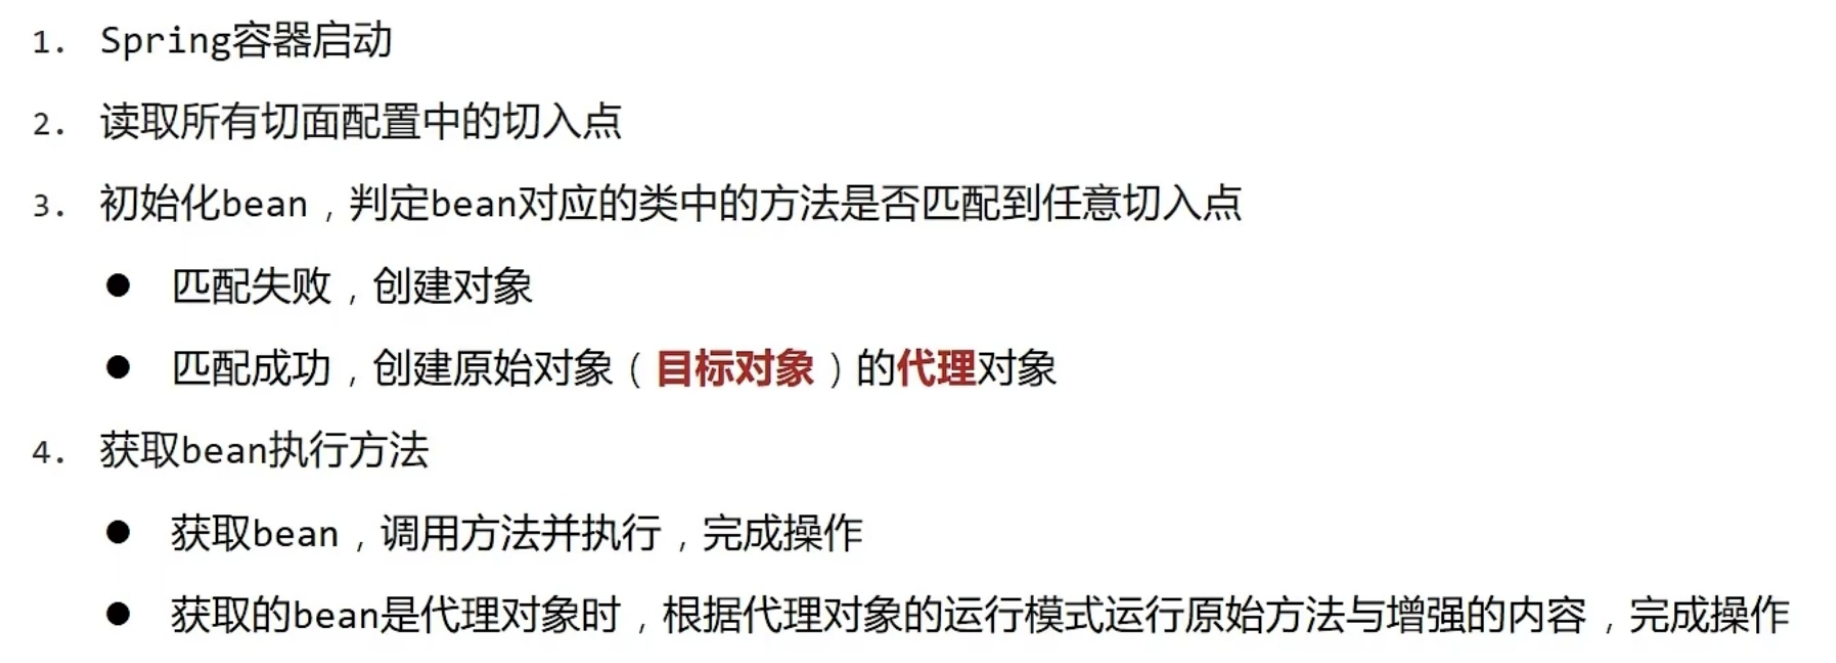 1. Spring容器启动
2. 读取所有切面配置中的切入点
3. 初始化bean，判定bean对应的类中的方法是否匹配到任意切入点
● 匹配失败，创建对象
● 匹配成功，创建原始对象（目标对象）的代理对象
4. 获取bean执行方法
● 获取bean，调用方法并执行，完成操作
● 获取的bean是代理对象时，根据代理对象的运行模式运行原始方法与增强的内容，完成操作